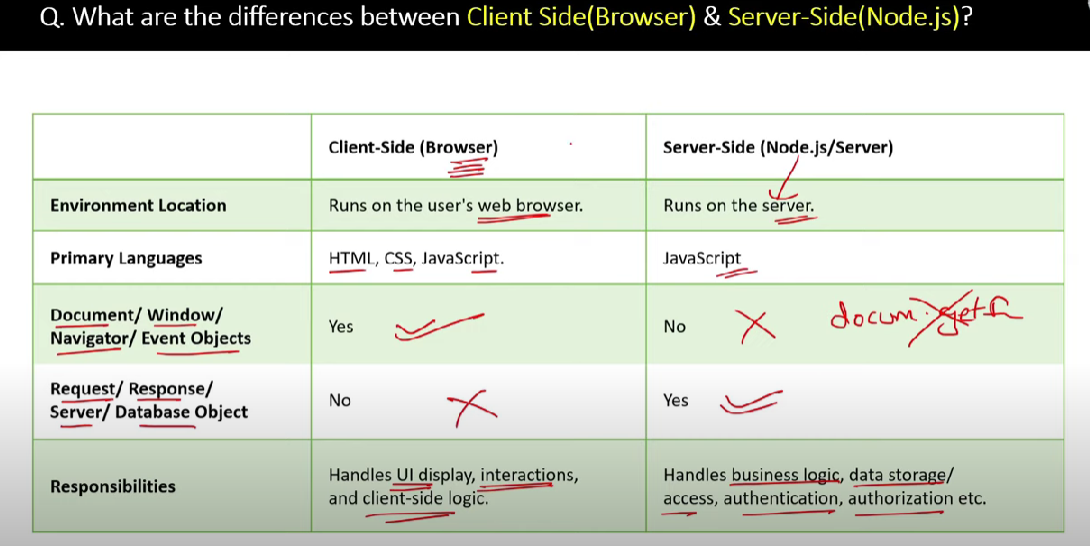 Q. What are the differences between Client Side(Browser) & Server-Side(Node.js)?
Client-Side (Browser)
Server-Side (Node.js/Server)
Environment Location
Runs on the user's web browser.
Runs on the server.
Primary Languages
HTML, CSS, JavaScript.
JavaScript
Document/ Window/
Navigator/ Event Objects
Yes
No
docum
Request/ Response/
Server/ Database Object
No
Yes
Responsibilities
Handles UI display, interactions,
and client-side logic.
Handles business logic, data storage/
access, authentication, authorization etc.